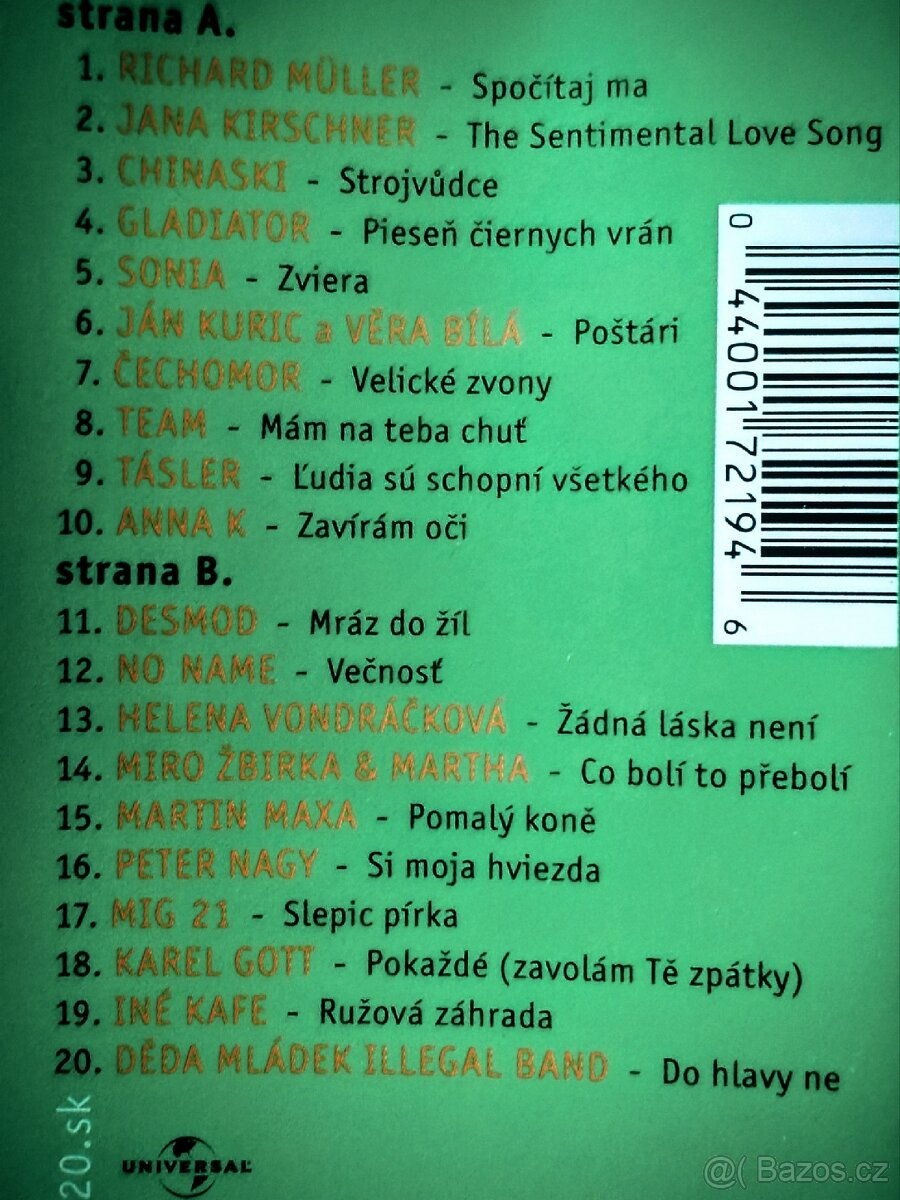 strana A.
1. RICHARD MÜLLER - Spočítaj ma
2. JANA KIRSCHNER - The Sentimental Love Song
3. CHINASKI - Strojvůdce
4. GLADIATOR - Pieseň čiernych vrán
5. SONIA - Zviera
6. JÁN KURIC a VĚRA BÍLÁ - Poštári
7. ČECHOMOR - Velické zvony
8. TEAM - Mám na teba chuť
9. TÁSLER - Ľudia sú schopní všetkého
10. ANNA K - Zavírám oči
strana B.
11. DESMOD - Mráz do žíl
12. NO NAME - Večnosť
13. HELENA VONDRÁČKOVÁ - Žádná láska není
14. MIRO ŽBIRKA & MARTHA - Co bolí to přebolí
15. MARTIN MAXA - Pomalý koně
16. PETER NAGY - Si moja hviezda
17. MIG 21 - Slepic pírka
18. KAREL GOTT - Pokaždé (zavolám Tě zpátky)
19. INÉ KAFE - Ružová záhrada
20. DĚDA MLÁDEK ILLEGAL BAND - Do hlavy ne
0 44001 72194 6
20.sk
UNIVERSAL
@( Bazos.cz